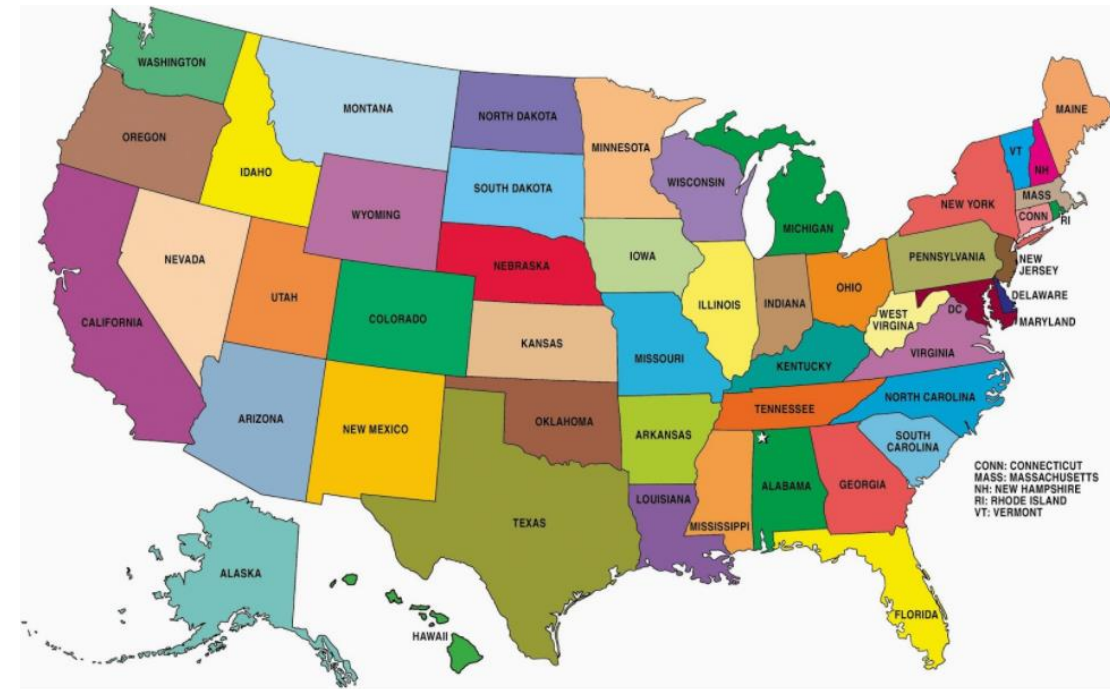 WASHINGTON
OREGON
IDAHO
MONTANA
NORTH DAKOTA
MINNESOTA
SOUTH DAKOTA
WYOMING
WISCONSIN
MICHIGAN
MAINE
VT
NH
MASS
NEW YORK
CONN
RI
NEVADA
UTAH
CALIFORNIA
COLORADO
NEBRASKA
IOWA
ILLINOIS
INDIANA
OHIO
PENNSYLVANIA
NEW
JERSEY
DELAWARE
DC
MARYLAND
WEST
VIRGINA
VIRGINIA
KANSAS
MISSOURI
KENTUCKY
ARIZONA
NEW MEXICO
OKLAHOMA
ARKANSAS
TENNESSEE
NORTH CAROLINA
SOUTH
CAROLINA
TEXAS
LOUISIANA
MISSISSIPPI
ALABAMA
GEORGIA
FLORIDA
ALASKA
HAWAII
CONN: CONNECTICUT
MASS: MASSACHUSETTS
NH: NEW HAMPSHIRE
RI: RHODE ISLAND
VT: VERMONT